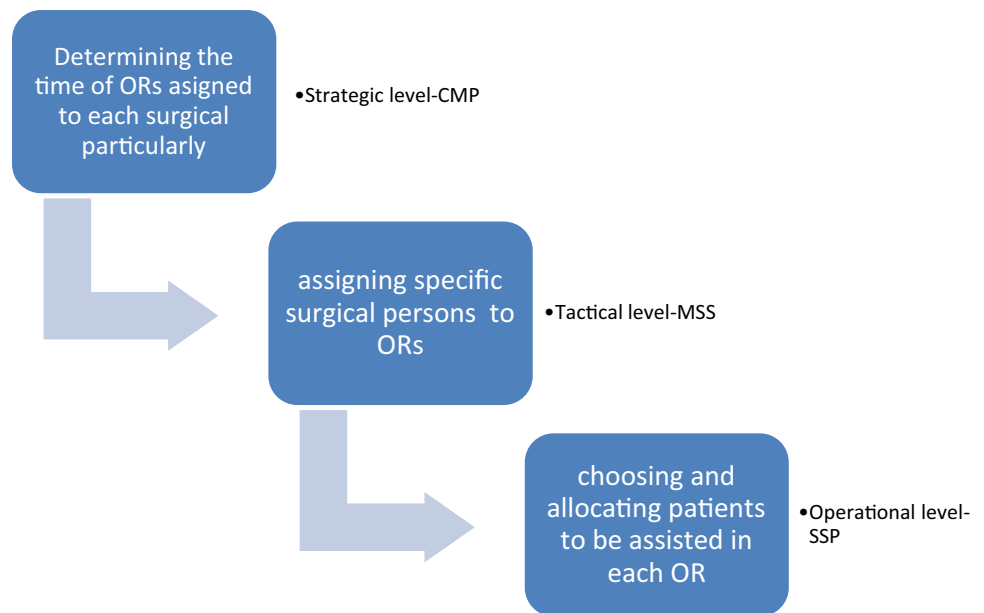 Determining the
time of ORs asigned
to each surgical
particularly
•Strategic level-CMP
assigning specific
surgical persons to
ORs
•Tactical level-MSS
choosing and
allocating patients
to be assisted in
each OR
•Operational level-
SSP